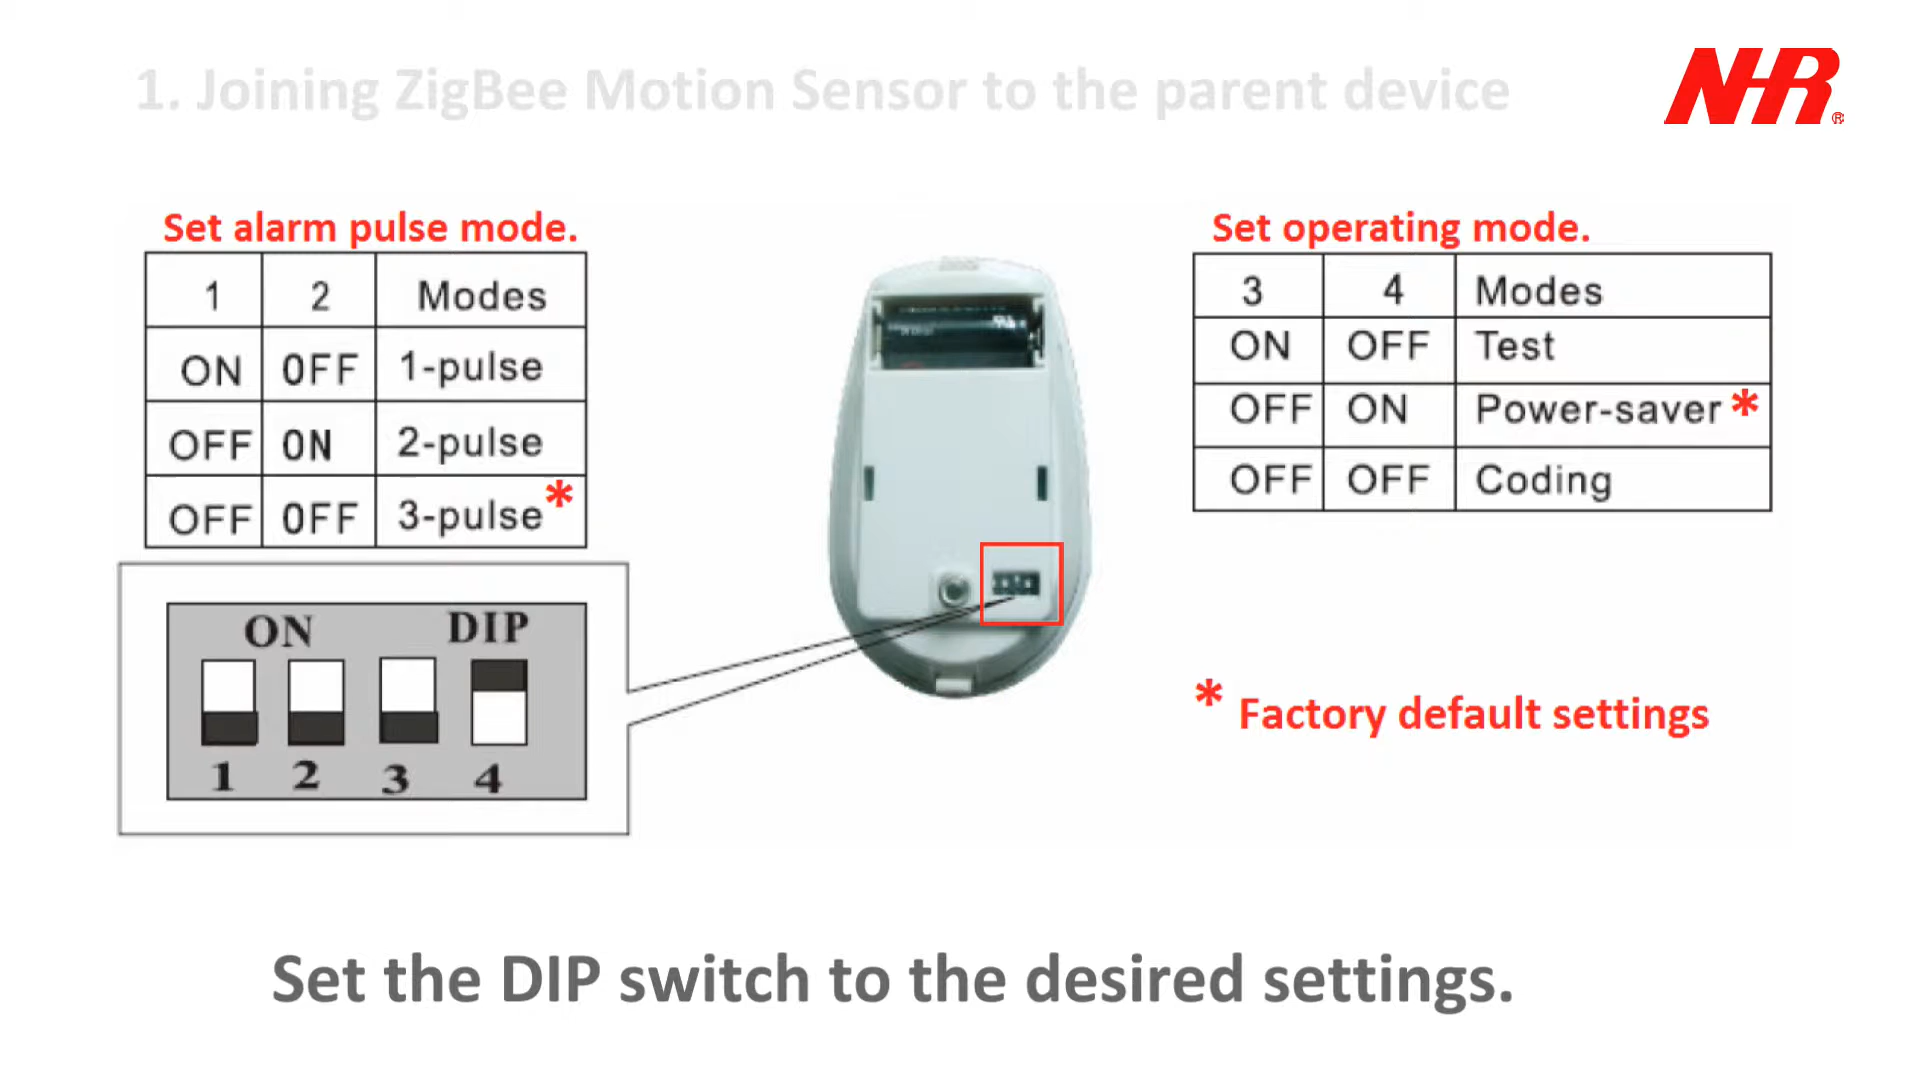 1. Joining ZigBee Motion Sensor to the parent device
NHR®
Set alarm pulse mode.
1 2 Modes
ON OFF 1-pulse
OFF ON 2-pulse
OFF OFF 3-pulse*
Set operating mode.
3 4 Modes
ON OFF Test
OFF ON Power-saver*
OFF OFF Coding
ON DIP
1 2 3 4
* Factory default settings
Set the DIP switch to the desired settings.